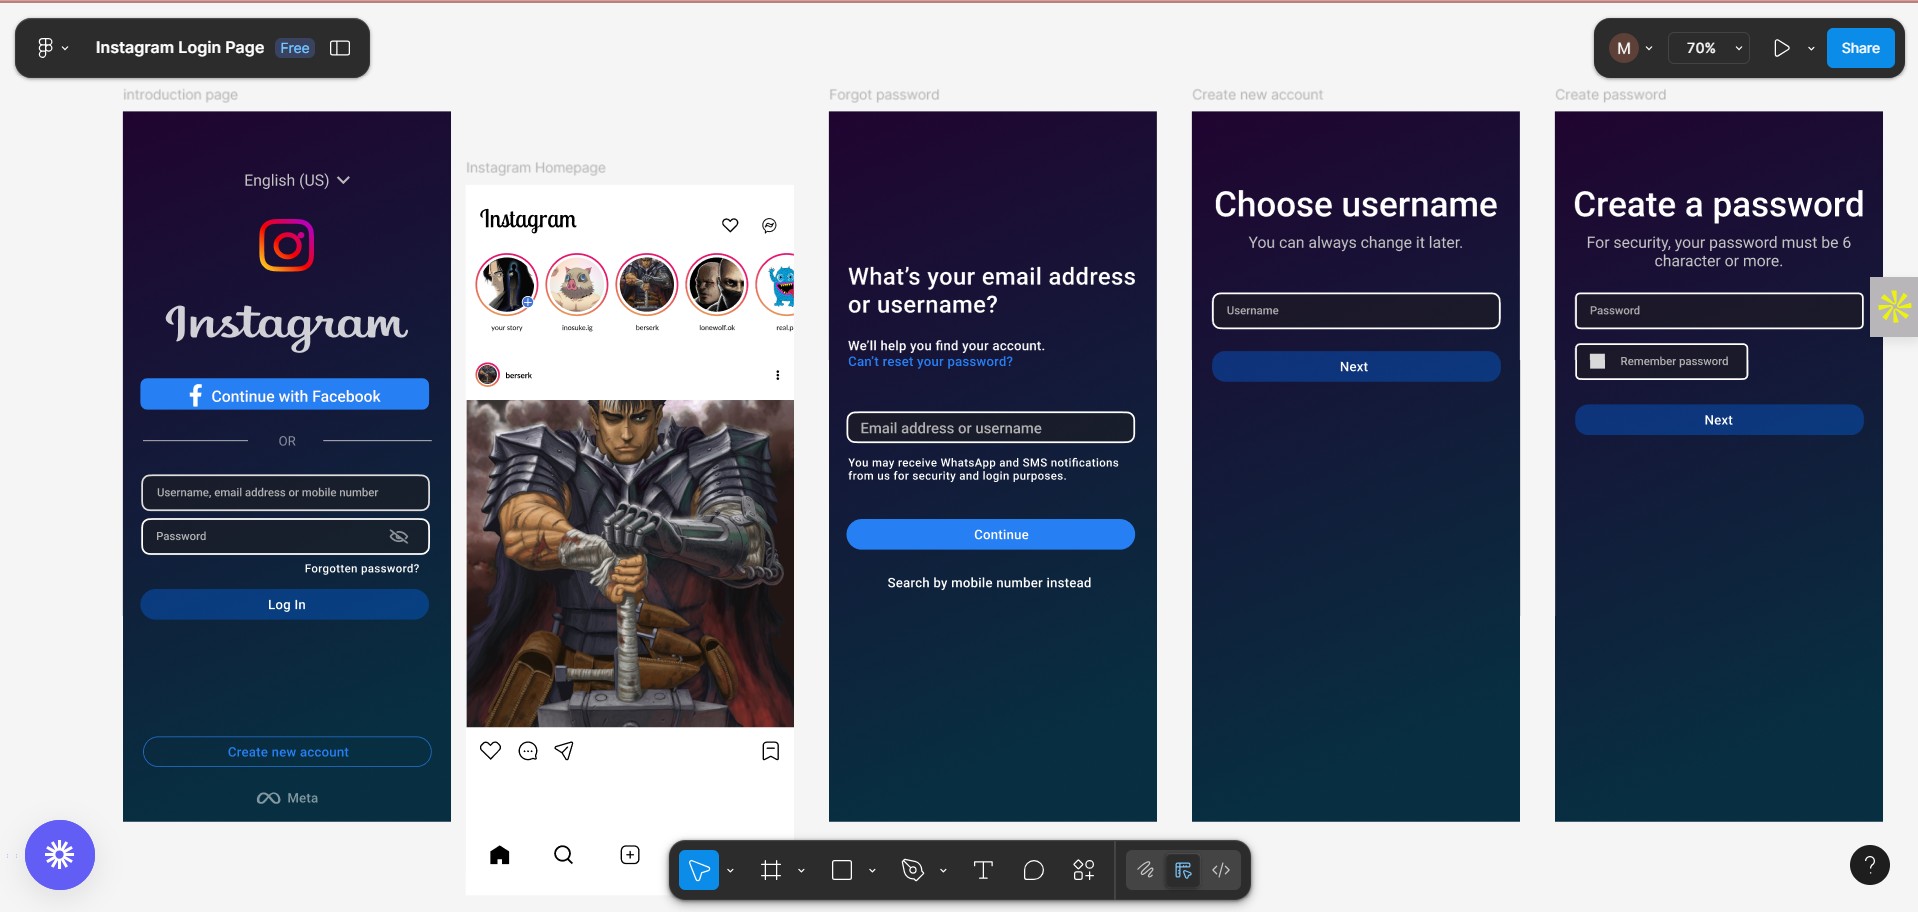 Instagram Login Page
Free
M
70%
Share
introduction page
English (US)
Instagram
Continue with Facebook
OR
Username, email address or mobile number
Password
Forgotten password?
Log In
Create new account
Meta
Instagram Homepage
Instagram
your story
inosuke.ig
berserk
lonewolf.ok
real.p
berserk
Forgot password
What's your email address
or username?
We'll help you find your account.
Can't reset your password?
Email address or username
You may receive WhatsApp and SMS notifications
from us for security and login purposes.
Continue
Search by mobile number instead
Create new account
Choose username
You can always change it later.
Username
Next
Create password
Create a password
For security, your password must be 6
character or more.
Password
Remember password
Next
?